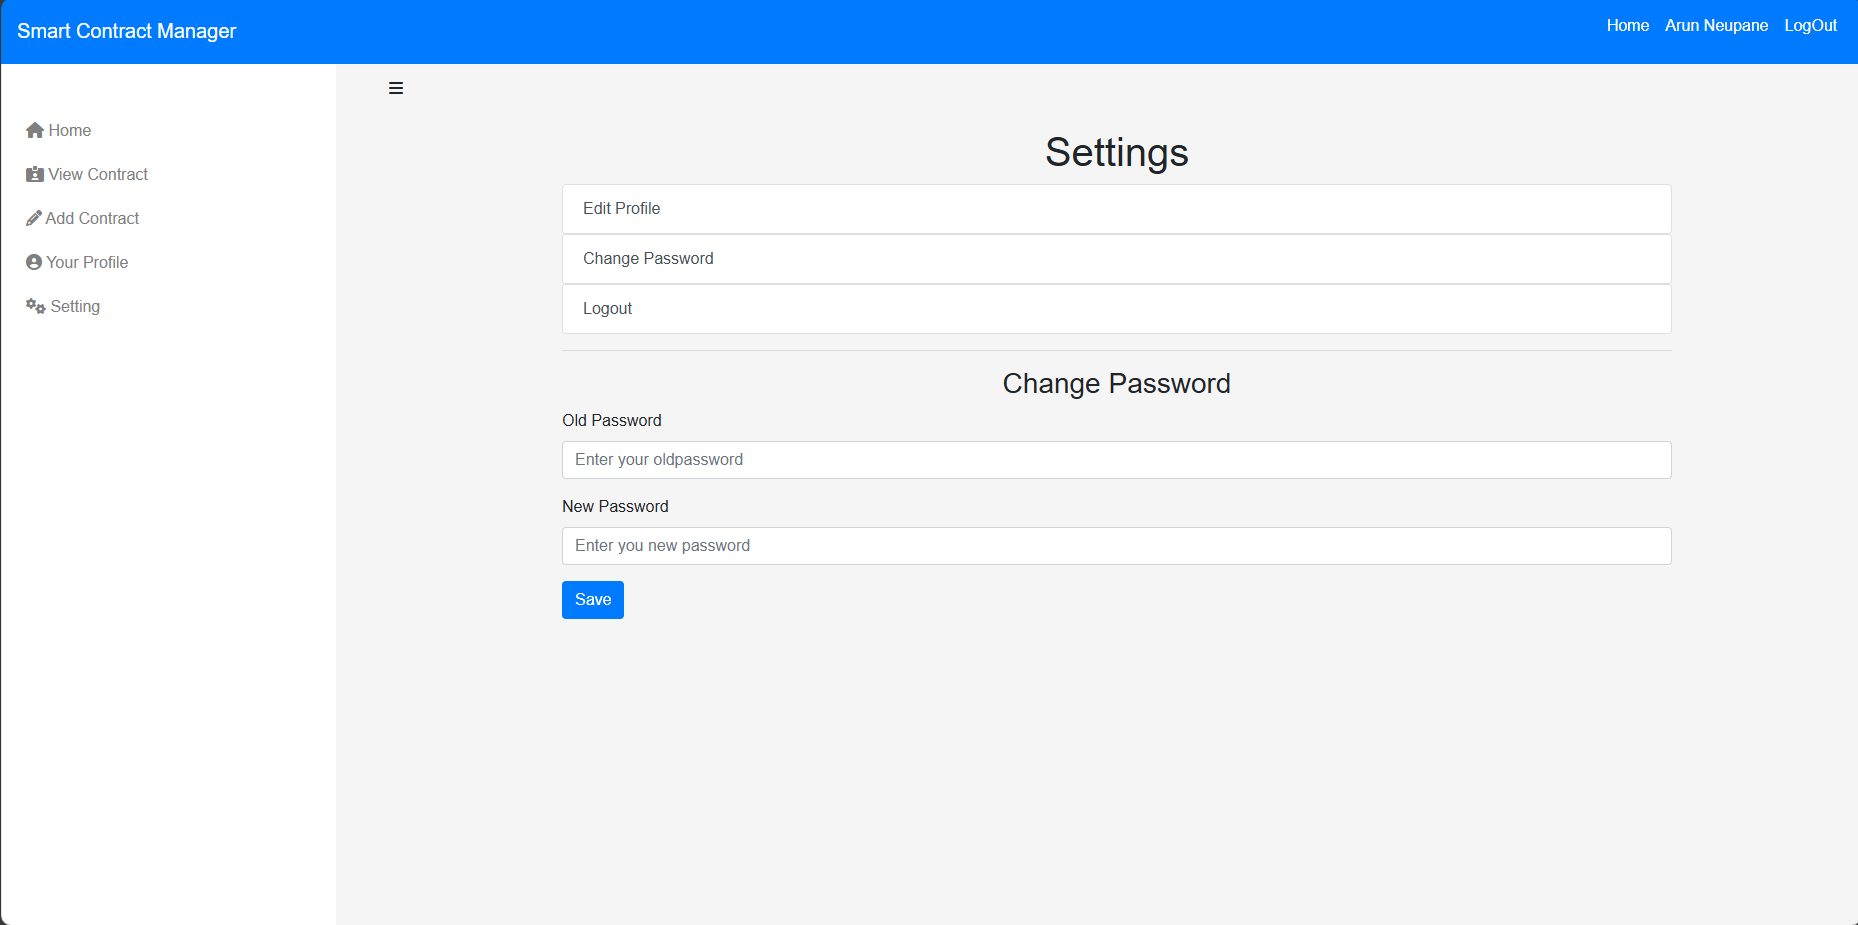 Smart Contract Manager
Home Arun Neupane LogOut
Home
View Contract
Add Contract
Your Profile
Setting
Settings
Edit Profile
Change Password
Logout
Change Password
Old Password
Enter your oldpassword
New Password
Enter you new password
Save